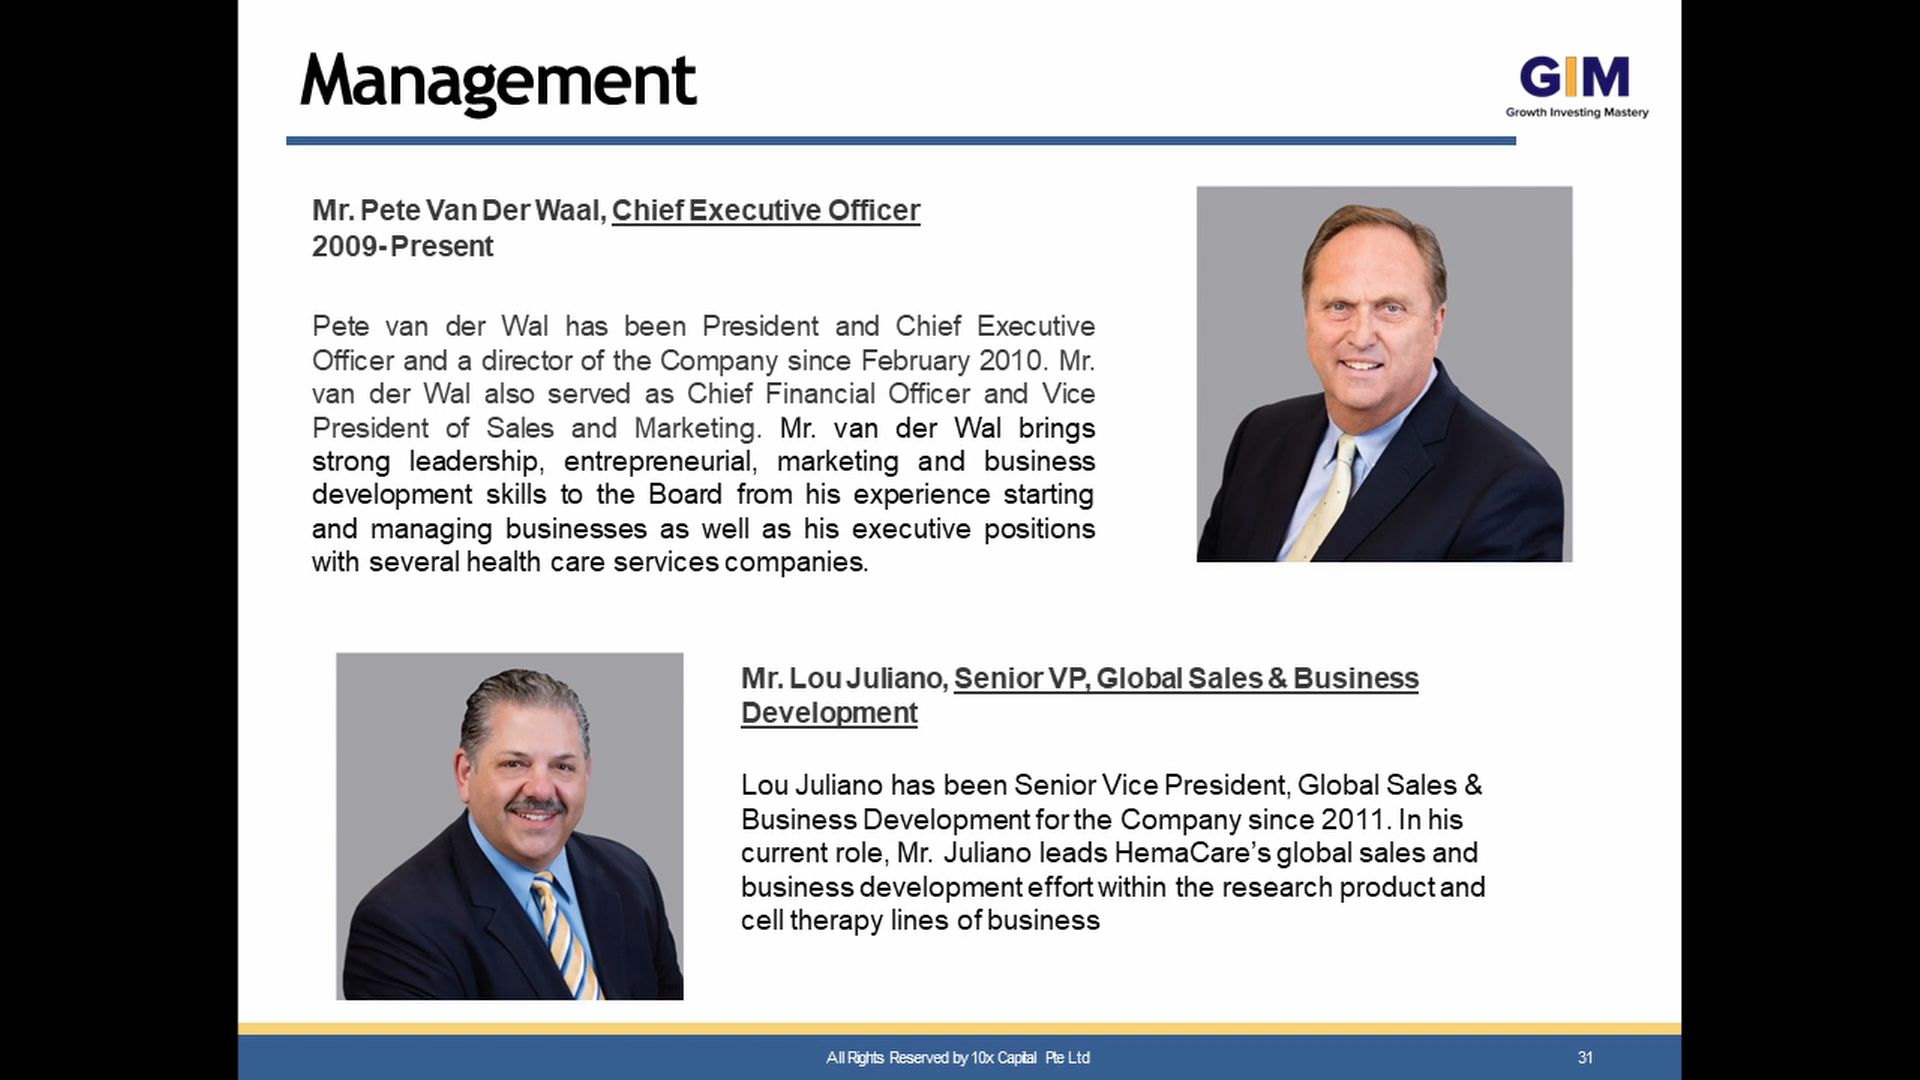 Management
GIM
Growth Investing Mastery
Mr. Pete Van Der Waal, Chief Executive Officer
2009-Present
Pete van der Wal has been President and Chief Executive
Officer and a director of the Company since February 2010. Mr.
van der Wal also served as Chief Financial Officer and Vice
President of Sales and Marketing. Mr. van der Wal brings
strong leadership, entrepreneurial, marketing and business
development skills to the Board from his experience starting
and managing businesses as well as his executive positions
with several health care services companies.
Mr. Lou Juliano, Senior VP, Global Sales & Business
Development
Lou Juliano has been Senior Vice President, Global Sales &
Business Development for the Company since 2011. In his
current role, Mr. Juliano leads HemaCare’s global sales and
business development effort within the research product and
cell therapy lines of business
All Rights Reserved by 10x Capital Pte Ltd
31